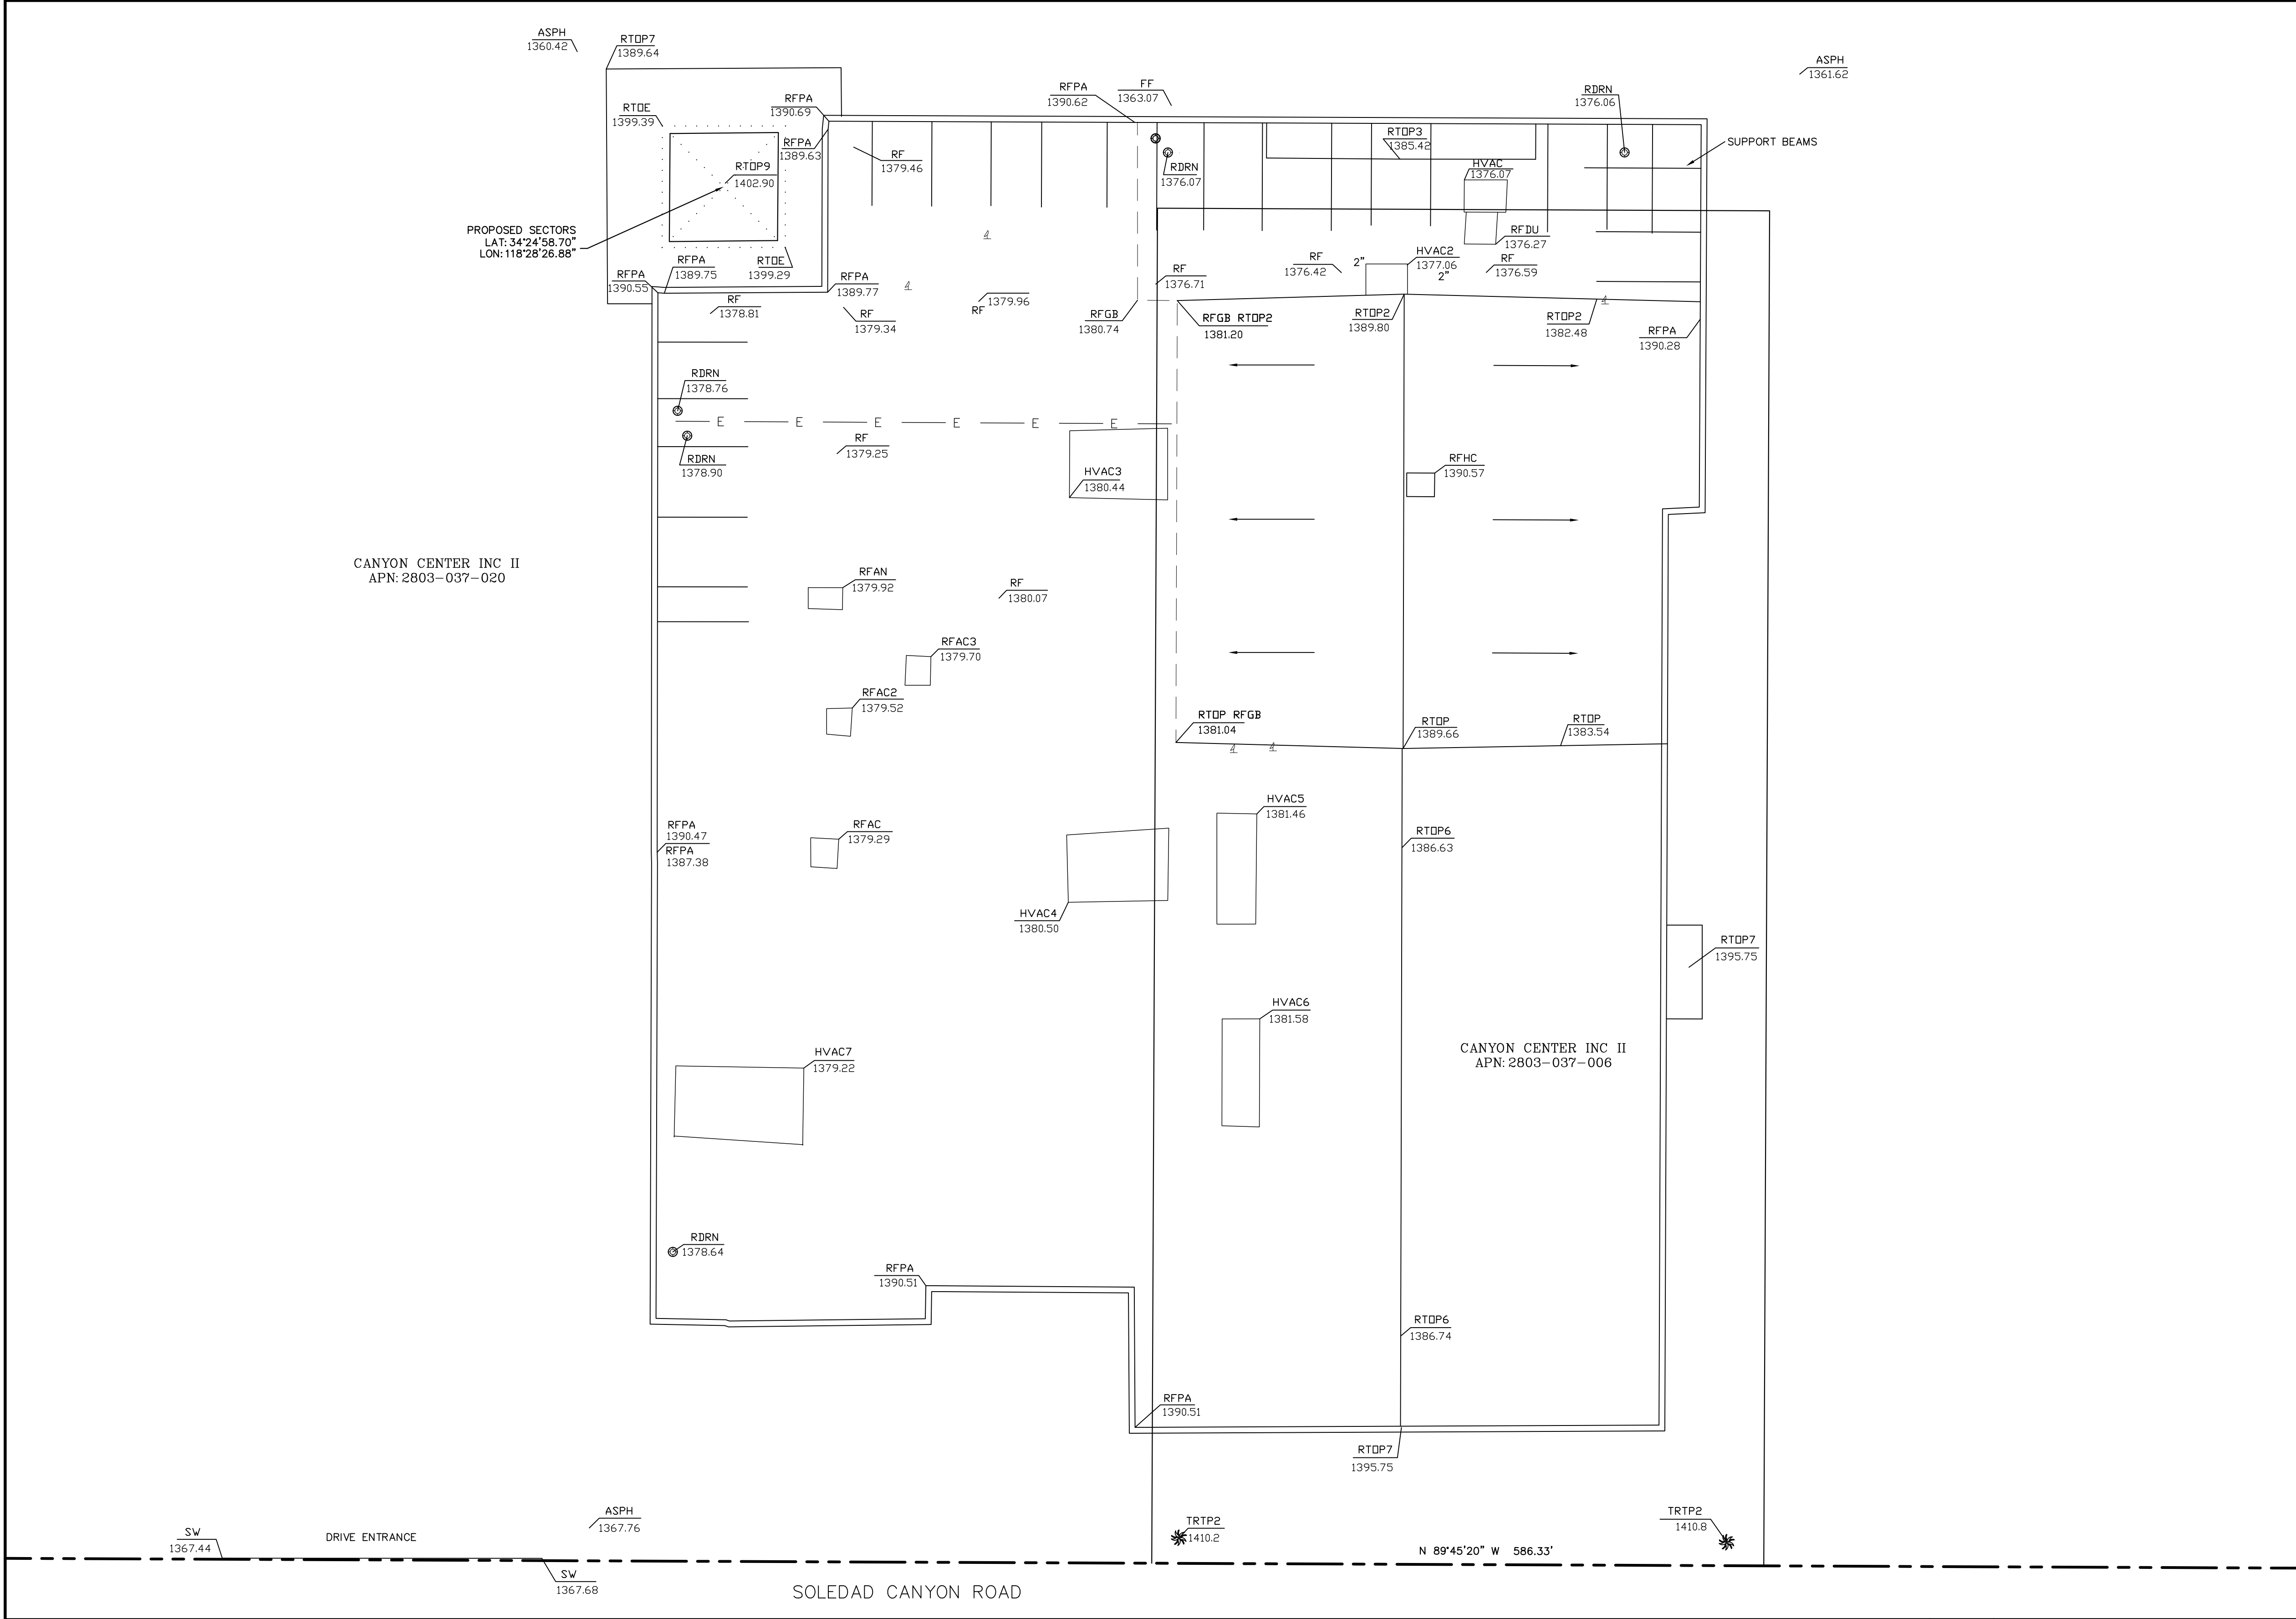 ASPH
1360.42
RTOP7
1389.64
ASPH
1361.62
RFPA
1390.62
FF
1363.07
RDRN
1376.06
RFPA
1390.69
RTOE
1399.39
RTOP3
1385.42
SUPPORT BEAMS
RFPA
1389.63
RF
1379.46
RTOP9
1402.90
RDRN
1376.07
HVAC
1376.07
PROPOSED SECTORS
LAT: 34°24'58.70"
LON: 118°28'26.88"
RFDU
1376.27
RFPA
1390.55
RFPA
1389.75
RTOE
1399.29
RFPA
1389.77
RF
1376.71
RF
1376.42
2"
HVAC2
1377.06
2"
RF
1376.59
RF
1378.81
RF
1379.34
1379.96
RF
RFGB
1380.74
RFGB RTOP2
1381.20
RTOP2
1389.80
RTOP2
1382.48
RFPA
1390.28
RDRN
1378.76
E E E E E E
RDRN
1378.90
RF
1379.25
HVAC3
1380.44
RFHC
1390.57
CANYON CENTER INC II
APN: 2803-037-020
RFAN
1379.92
RF
1380.07
RFAC3
1379.70
RFAC2
1379.52
RTOP RFGB
1381.04
RTOP
1389.66
RTOP
1383.54
RFPA
1390.47
RFPA
1387.38
RFAC
1379.29
HVAC5
1381.46
RTOP6
1386.63
HVAC4
1380.50
RTOP7
1395.75
HVAC6
1381.58
HVAC7
1379.22
CANYON CENTER INC II
APN: 2803-037-006
RDRN
1378.64
RFPA
1390.51
RTOP6
1386.74
RFPA
1390.51
RTOP7
1395.75
SW
1367.44
DRIVE ENTRANCE
ASPH
1367.76
TRTP2
1410.2
TRTP2
1410.8
N 89°45'20" W 586.33'
SW
1367.68
SOLEDAD CANYON ROAD